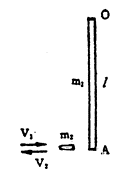 O
m₁ l
V₁ m₂
V₂ A